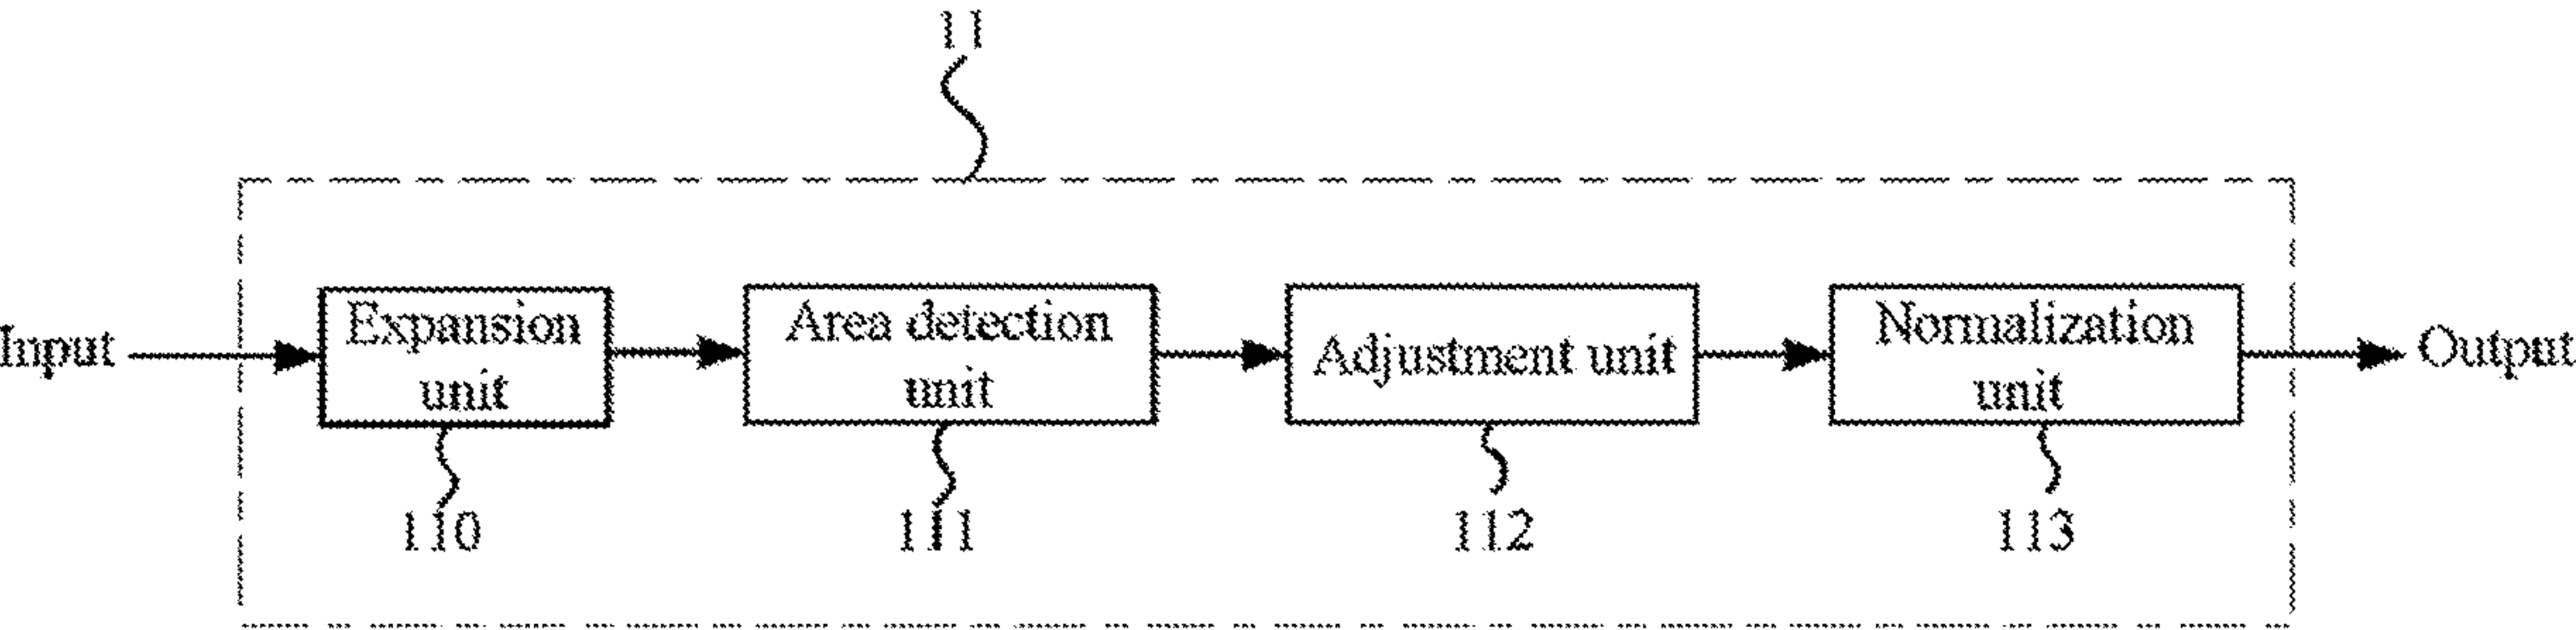 11
Input
Expansion
unit
Area detection
unit
Adjustment unit
Normalization
unit
Output
110
111
112
113